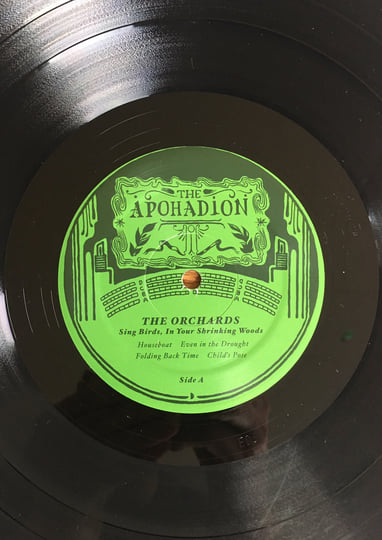 THE
APOHADION
THE ORCHARDS
Sing Birds, In Your Shrinking Woods
Houseboat Even in the Drought
Folding Back Time Child's Pose
Side A